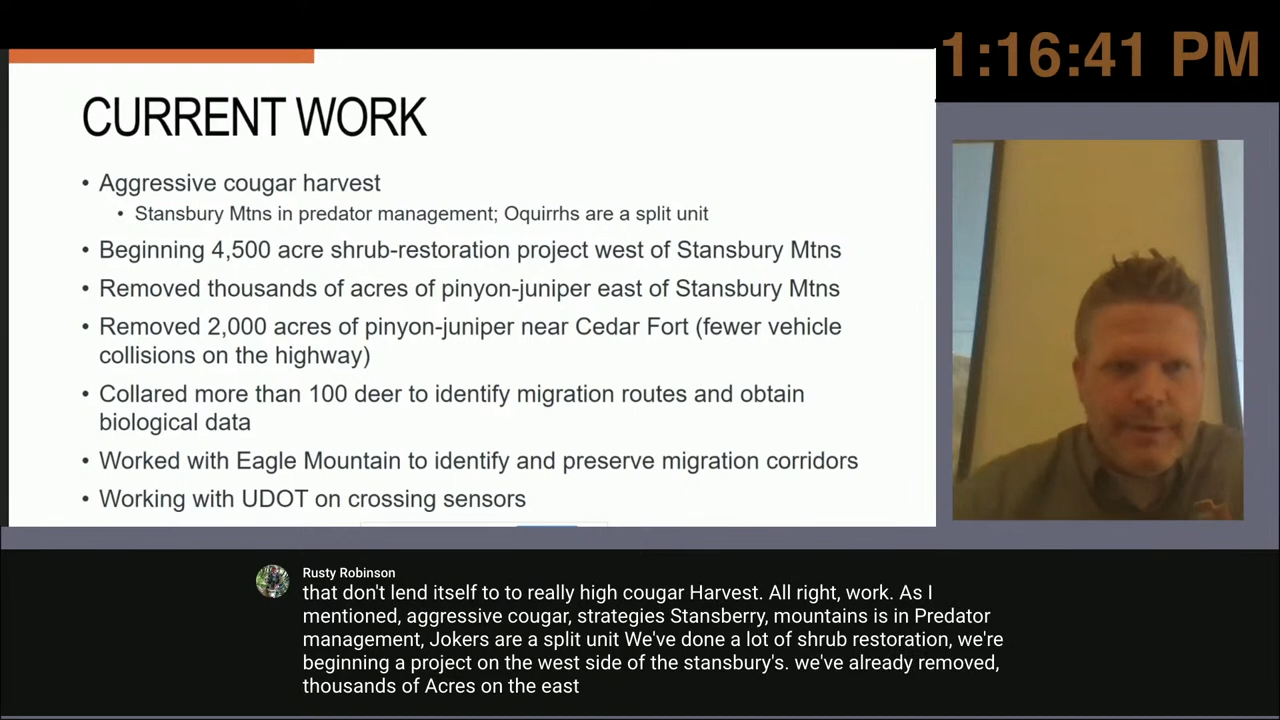 1:16:41 PM
CURRENT WORK
• Aggressive cougar harvest
• Stansbury Mtns in predator management; Oquirrhs are a split unit
• Beginning 4,500 acre shrub-restoration project west of Stansbury Mtns
• Removed thousands of acres of pinyon-juniper east of Stansbury Mtns
• Removed 2,000 acres of pinyon-juniper near Cedar Fort (fewer vehicle
collisions on the highway)
• Collared more than 100 deer to identify migration routes and obtain
biological data
• Worked with Eagle Mountain to identify and preserve migration corridors
• Working with UDOT on crossing sensors
Rusty Robinson
that don't lend itself to to really high cougar Harvest. All right, work. As I
mentioned, aggressive cougar, strategies Stansberry, mountains is in Predator
management, Jokers are a split unit We've done a lot of shrub restoration, we're
beginning a project on the west side of the stansbury's. we've already removed,
thousands of Acres on the east